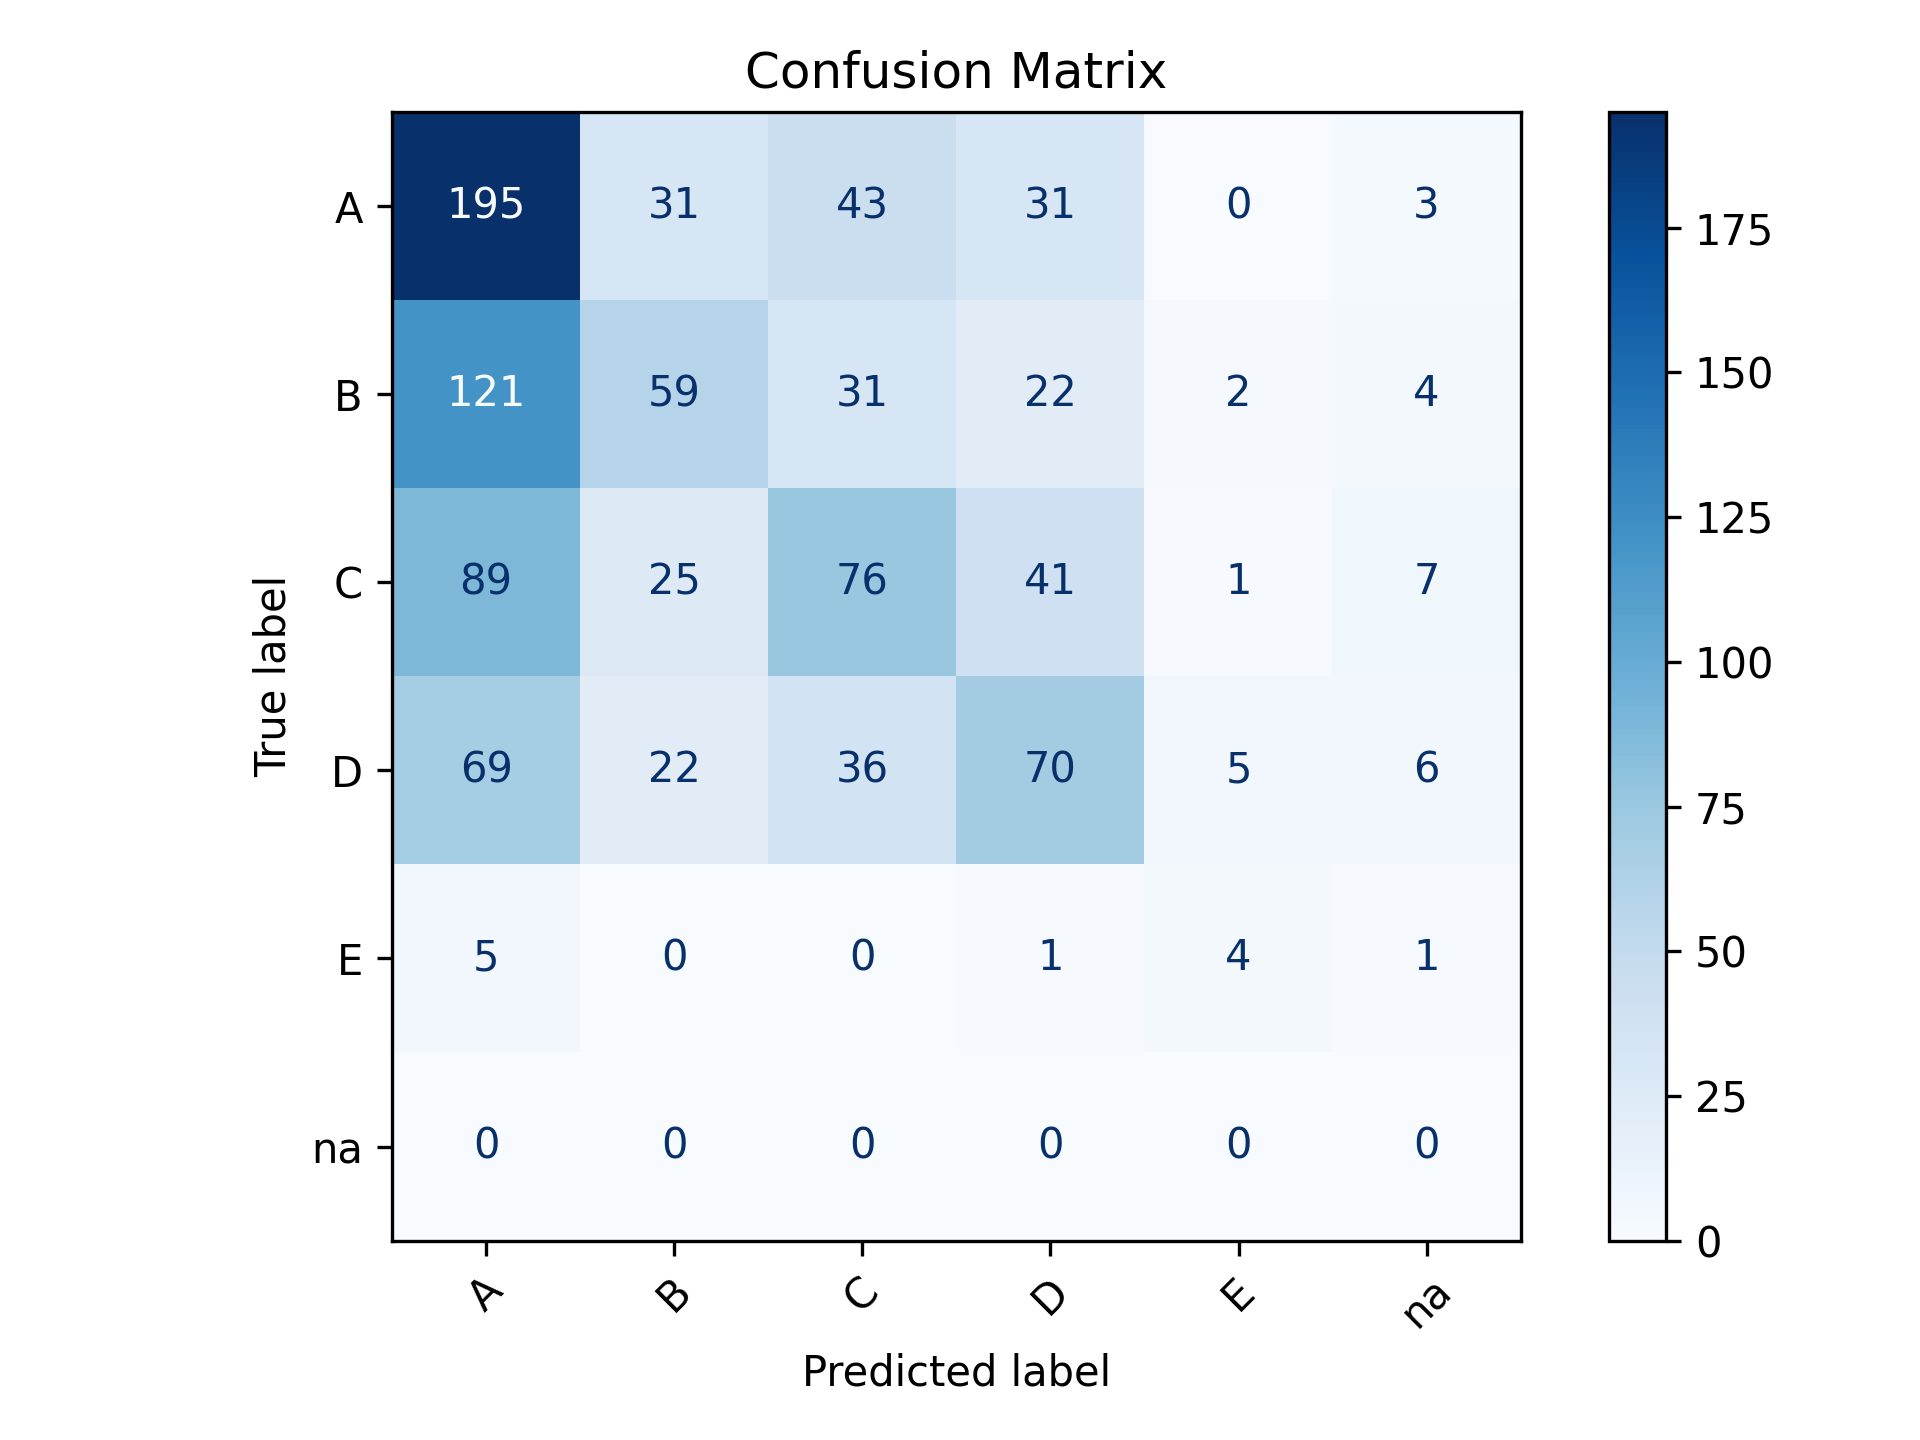 Confusion Matrix
A 195 31 43 31 0 3
B 121 59 31 22 2 4
C 89 25 76 41 1 7
D 69 22 36 70 5 6
E 5 0 0 1 4 1
na 0 0 0 0 0 0
A B C D E na
True label
Predicted label
175
150
125
100
75
50
25
0